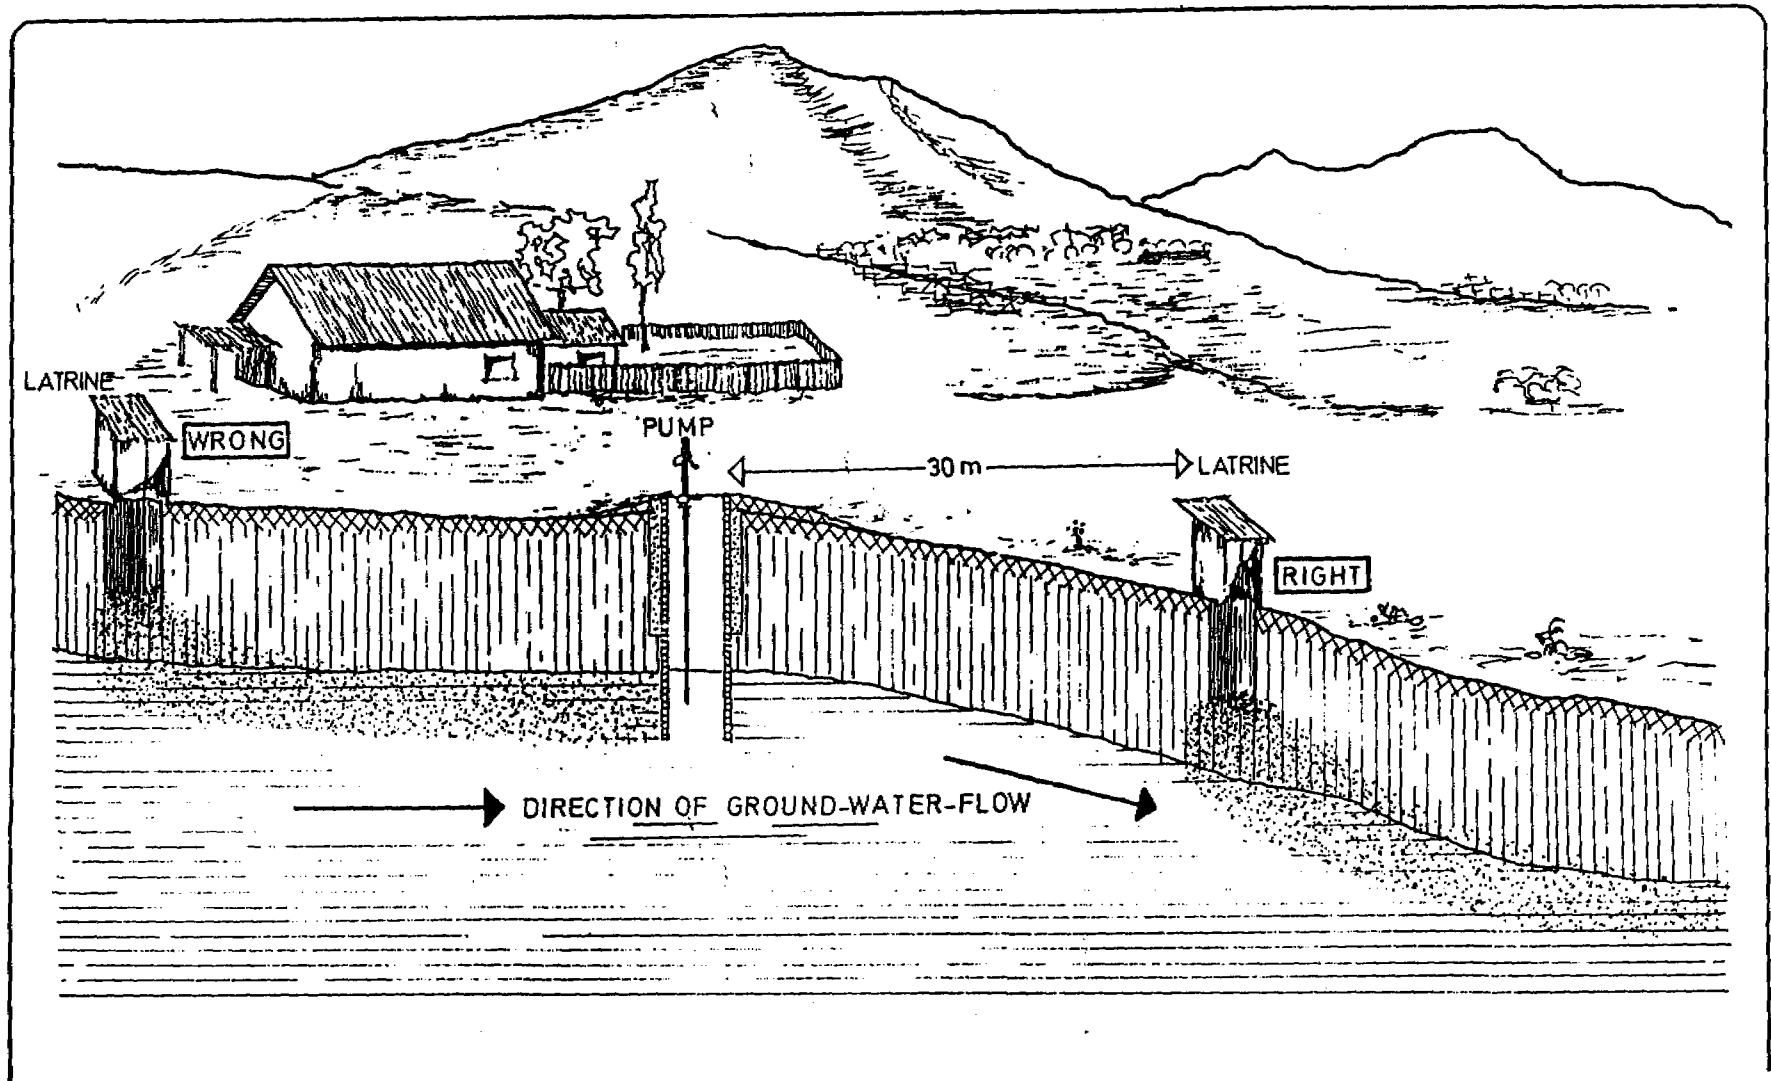 LATRINE
WRONG
PUMP
30 m
LATRINE
RIGHT
DIRECTION OF GROUND-WATER-FLOW